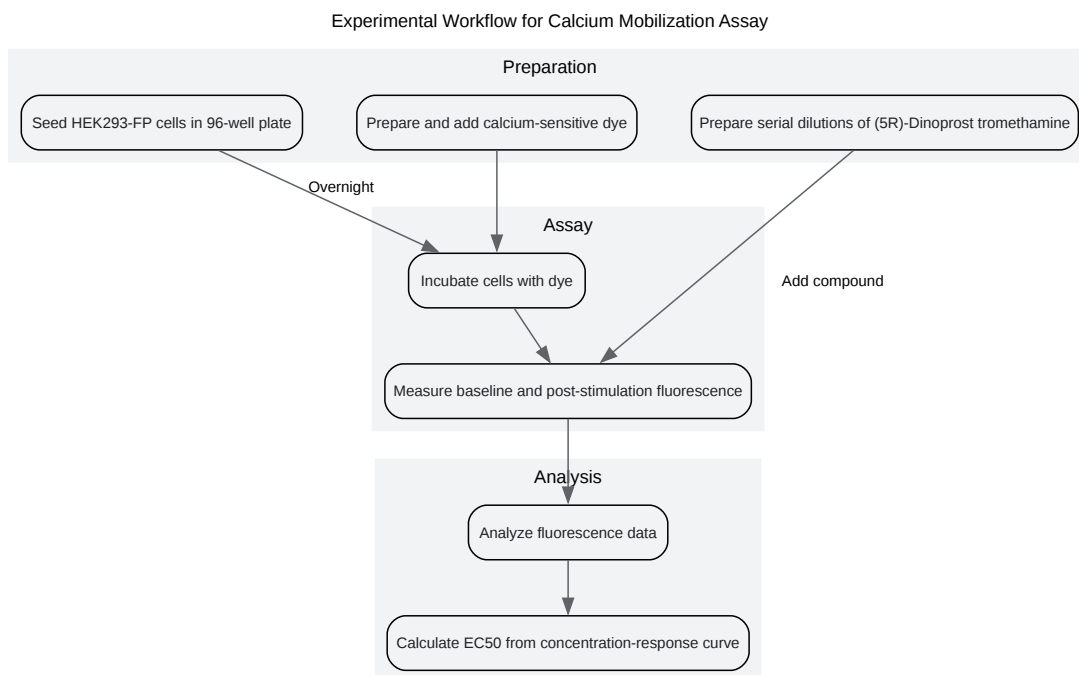 Experimental Workflow for Calcium Mobilization Assay
Preparation
Seed HEK293-FP cells in 96-well plate
Prepare and add calcium-sensitive dye
Prepare serial dilutions of (5R)-Dinoprost tromethamine
Overnight
Assay
Incubate cells with dye
Add compound
Measure baseline and post-stimulation fluorescence
Analysis
Analyze fluorescence data
Calculate EC50 from concentration-response curve